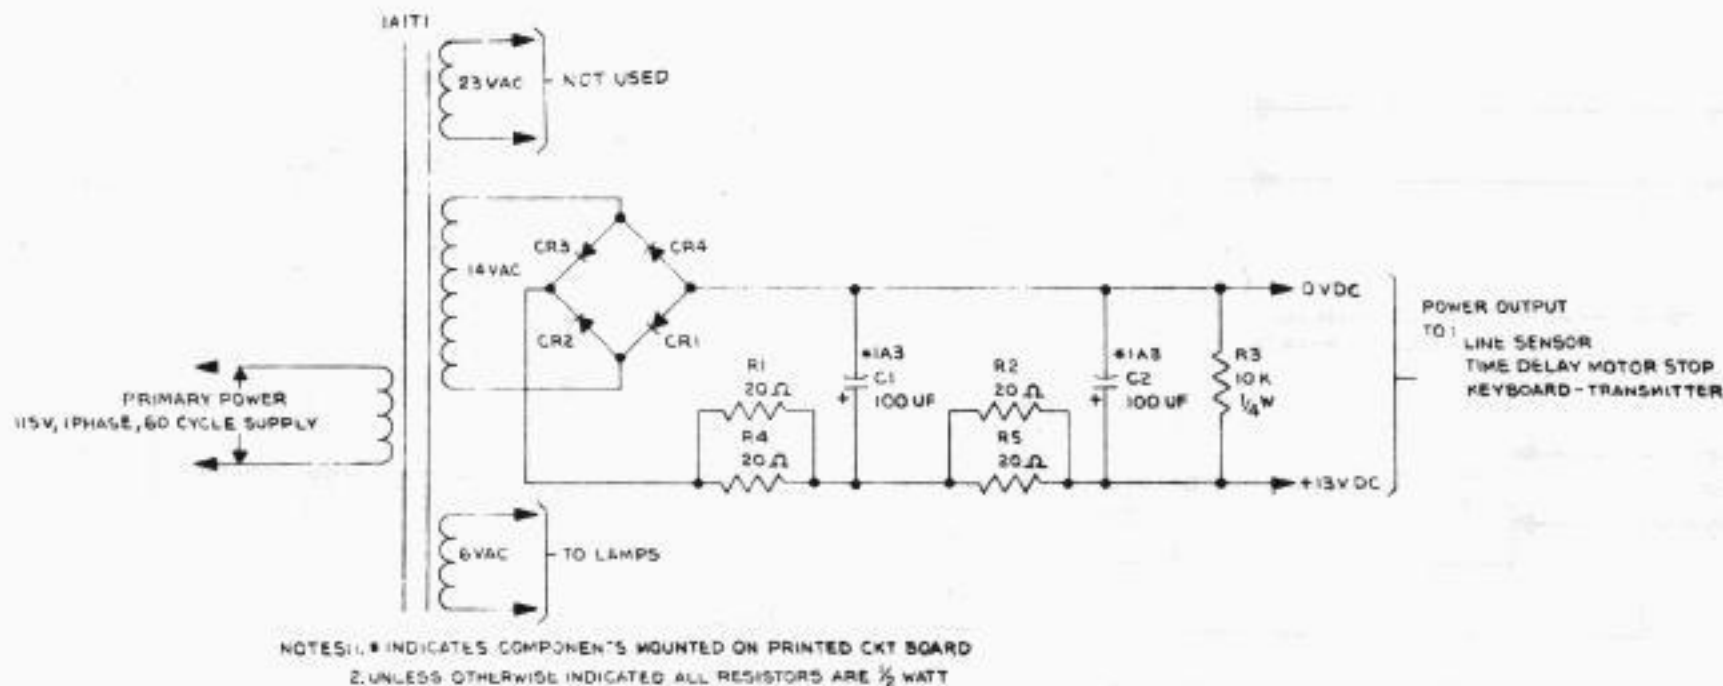 1A1T1
23 VAC
NOT USED
14 VAC
CR3
CR4
CR2
CR1
0 VDC
POWER OUTPUT
TO:
LINE SENSOR
TIME DELAY MOTOR STOP
KEYBOARD-TRANSMITTER
PRIMARY POWER
115V, 1 PHASE, 60 CYCLE SUPPLY
R1
20 Ω
R4
20 Ω
*1A3
C1
+ 100 UF
R2
20 Ω
R5
20 Ω
*1A3
C2
+ 100 UF
R3
10 K
1/4 W
+13 VDC
6 VAC
TO LAMPS
NOTES: 1. * INDICATES COMPONENTS MOUNTED ON PRINTED CKT BOARD
2. UNLESS OTHERWISE INDICATED ALL RESISTORS ARE 1/2 WATT